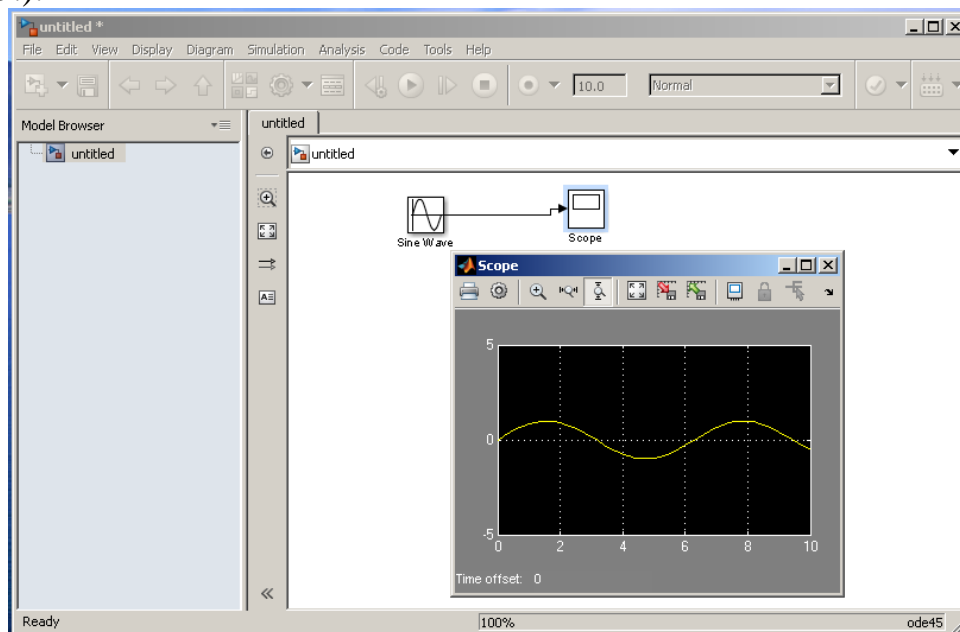 untitled *
File Edit View Display Diagram Simulation Analysis Code Tools Help
10.0 Normal
Model Browser
untitled
untitled
untitled
Sine Wave
Scope
Scope
5
0
-5
0 2 4 6 8 10
Time offset: 0
Ready 100% ode45